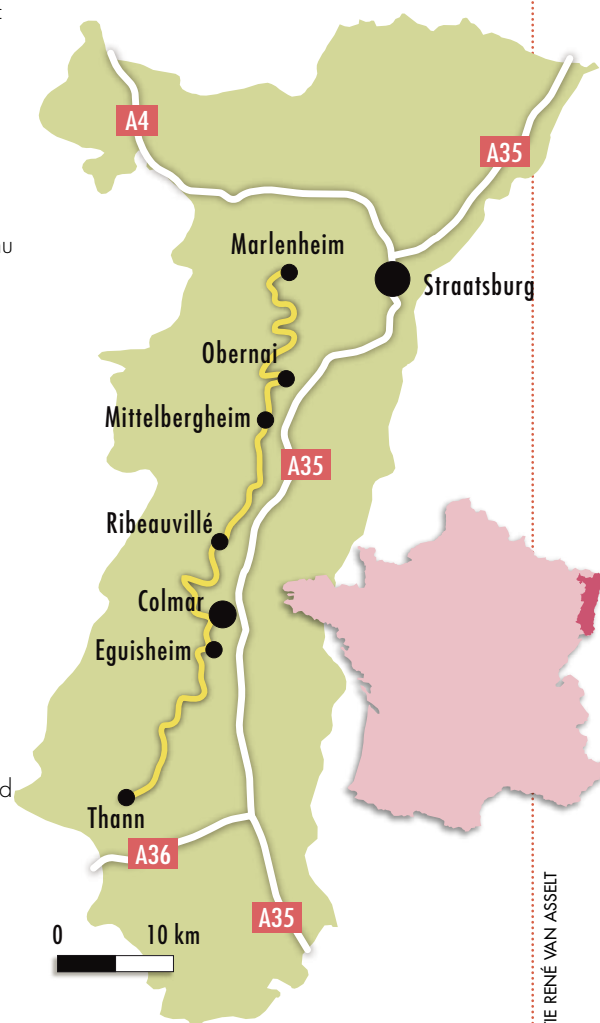 A4
A35
Marlenheim
Straatsburg
Obernai
Mittelbergheim
A35
Ribeauvillé
Colmar
Eguisheim
Thann
A36
A35
0 10 km
RENÉ VAN ASSELT